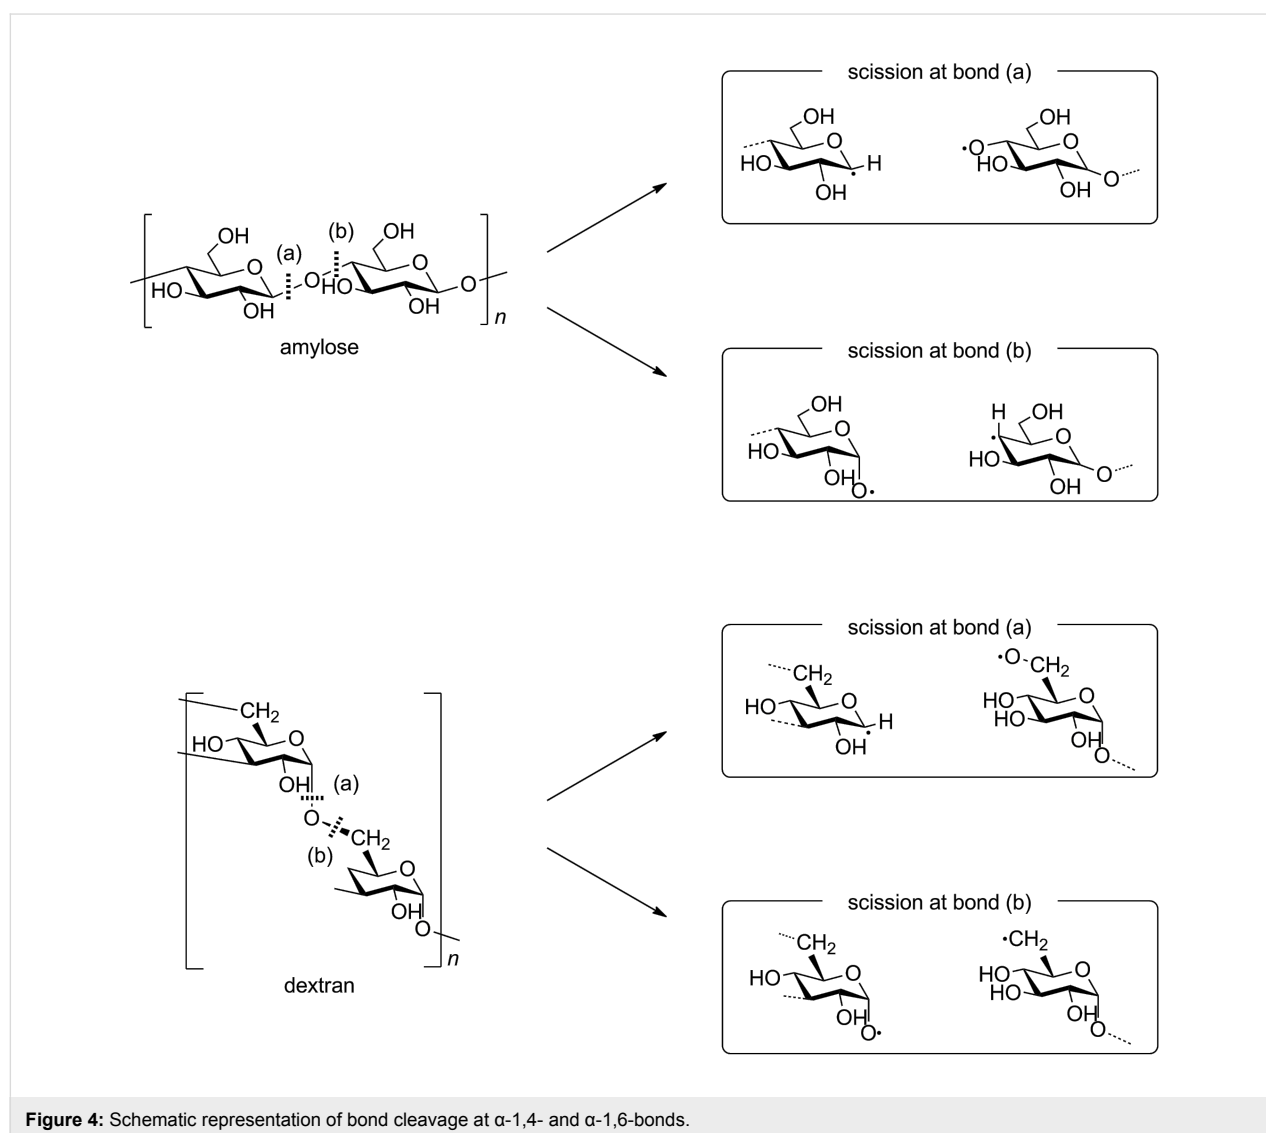 scission at bond (a)
OH
O
HO
OH
H
OH
•O
O
HO
OH
O
(a)
(b)
OH
OH
O
O
HO
OH
O
HO
OH
O
n
amylose
scission at bond (b)
OH
O
HO
OH
O•
H
OH
O
HO
OH
O
scission at bond (a)
CH2
HO
O
OH
H
•O
CH2
HO
HO
O
OH
O
CH2
HO
O
OH
(a)
O
(b)
CH2
O
OH
O
n
dextran
scission at bond (b)
CH2
HO
O
OH
O•
•CH2
HO
HO
O
OH
O
Figure 4: Schematic representation of bond cleavage at α-1,4- and α-1,6-bonds.